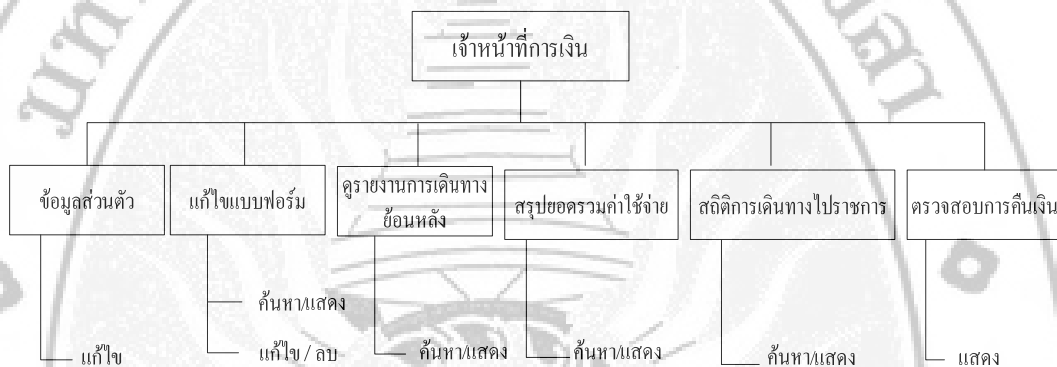 เจ้าหน้าที่การเงิน
ข้อมูลส่วนตัว
แก้ไขแบบฟอร์ม
ดูรายงานการเดินทาง
ย้อนหลัง
สรุปยอดรวมค่าใช้จ่าย
สถิติการเดินทางไปราชการ
ตรวจสอบการคืนเงิน
ค้นหา/แสดง
แก้ไข
แก้ไข / ลบ
ค้นหา/แสดง
ค้นหา/แสดง
ค้นหา/แสดง
แสดง